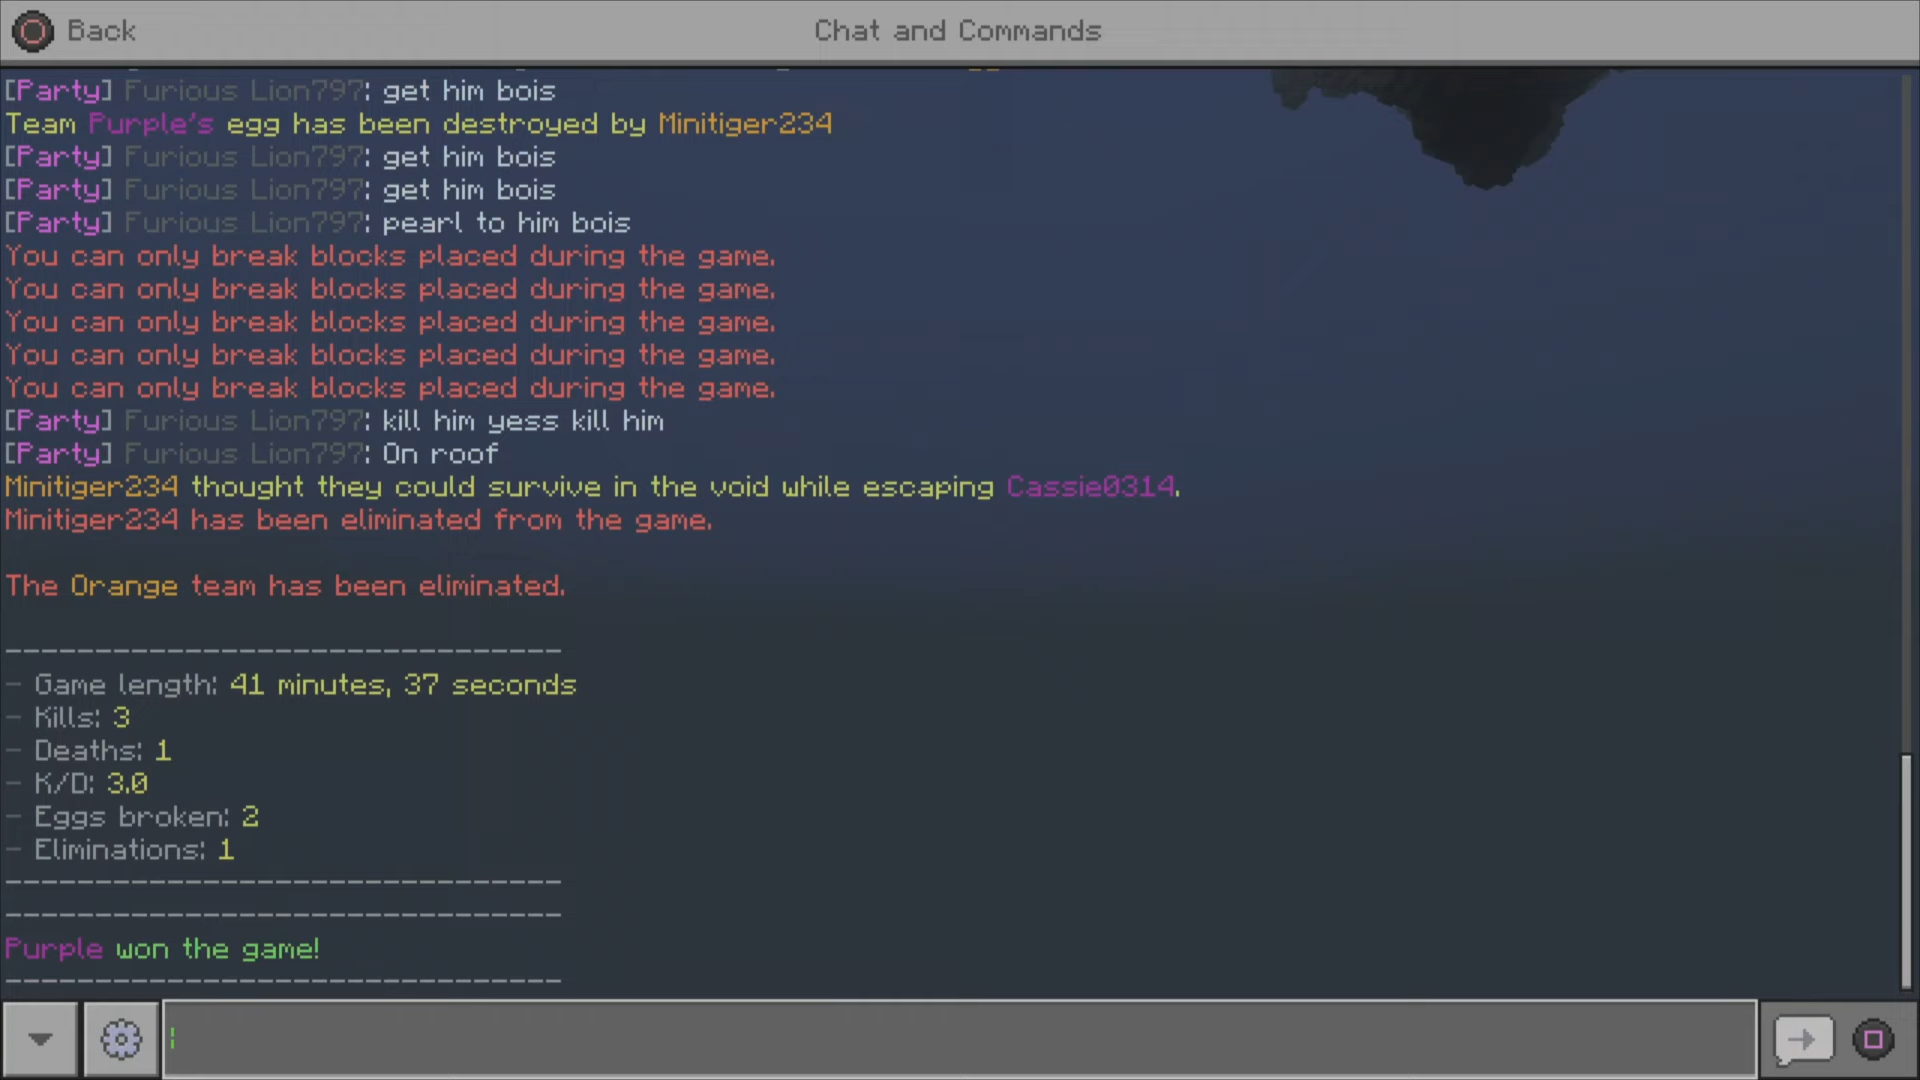 Back
Chat and Commands
[Party] Furious Lion797: get him bois
Team Purple's egg has been destroyed by Minitiger234
[Party] Furious Lion797: get him bois
[Party] Furious Lion797: get him bois
[Party] Furious Lion797: pearl to him bois
You can only break blocks placed during the game.
You can only break blocks placed during the game.
You can only break blocks placed during the game.
You can only break blocks placed during the game.
You can only break blocks placed during the game.
[Party] Furious Lion797: kill him yess kill him
[Party] Furious Lion797: On roof
Minitiger234 thought they could survive in the void while escaping Cassie0314.
Minitiger234 has been eliminated from the game.
The Orange team has been eliminated.
- Game length: 41 minutes, 37 seconds
- Kills: 3
- Deaths: 1
- K/D: 3.0
- Eggs broken: 2
- Eliminations: 1
Purple won the game!